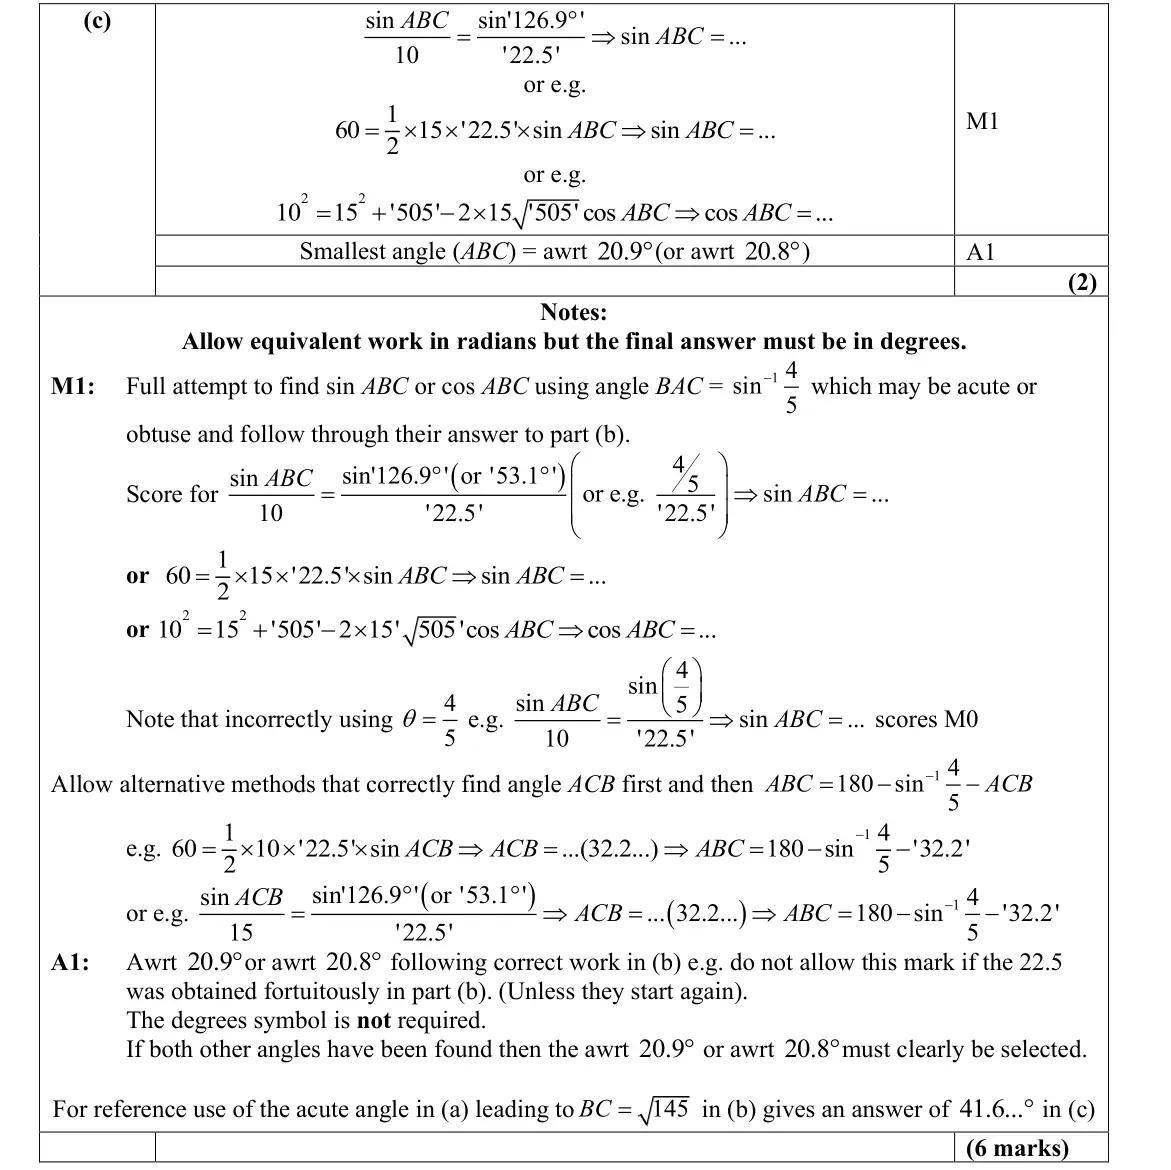 (c) sin ABC / 10 = sin'126.9°' / '22.5' ⇒ sin ABC = ...
or e.g.
60 = 1/2 × 15 × '22.5' × sin ABC ⇒ sin ABC = ... M1
or e.g.
10² = 15² + '505' − 2 × 15√'505' cos ABC ⇒ cos ABC = ...
Smallest angle (ABC) = awrt 20.9° (or awrt 20.8°) A1
(2)
Notes:
Allow equivalent work in radians but the final answer must be in degrees.
M1: Full attempt to find sin ABC or cos ABC using angle BAC = sin⁻¹ 4/5 which may be acute or
obtuse and follow through their answer to part (b).
Score for sin ABC / 10 = sin'126.9°'(or '53.1°') / '22.5' (or e.g. 4/5 / '22.5') ⇒ sin ABC = ...
or 60 = 1/2 × 15 × '22.5' × sin ABC ⇒ sin ABC = ...
or 10² = 15² + '505' − 2 × 15'√505' cos ABC ⇒ cos ABC = ...
Note that incorrectly using θ = 4/5 e.g. sin ABC / 10 = sin(4/5) / '22.5' ⇒ sin ABC = ... scores M0
Allow alternative methods that correctly find angle ACB first and then ABC = 180 − sin⁻¹ 4/5 − ACB
e.g. 60 = 1/2 × 10 × '22.5' × sin ACB ⇒ ACB = ...(32.2...) ⇒ ABC = 180 − sin⁻¹ 4/5 − '32.2'
or e.g. sin ACB / 15 = sin'126.9°'(or '53.1°') / '22.5' ⇒ ACB = ...(32.2...) ⇒ ABC = 180 − sin⁻¹ 4/5 − '32.2'
A1: Awrt 20.9° or awrt 20.8° following correct work in (b) e.g. do not allow this mark if the 22.5
was obtained fortuitously in part (b). (Unless they start again).
The degrees symbol is not required.
If both other angles have been found then the awrt 20.9° or awrt 20.8° must clearly be selected.
For reference use of the acute angle in (a) leading to BC = √145 in (b) gives an answer of 41.6...° in (c)
(6 marks)